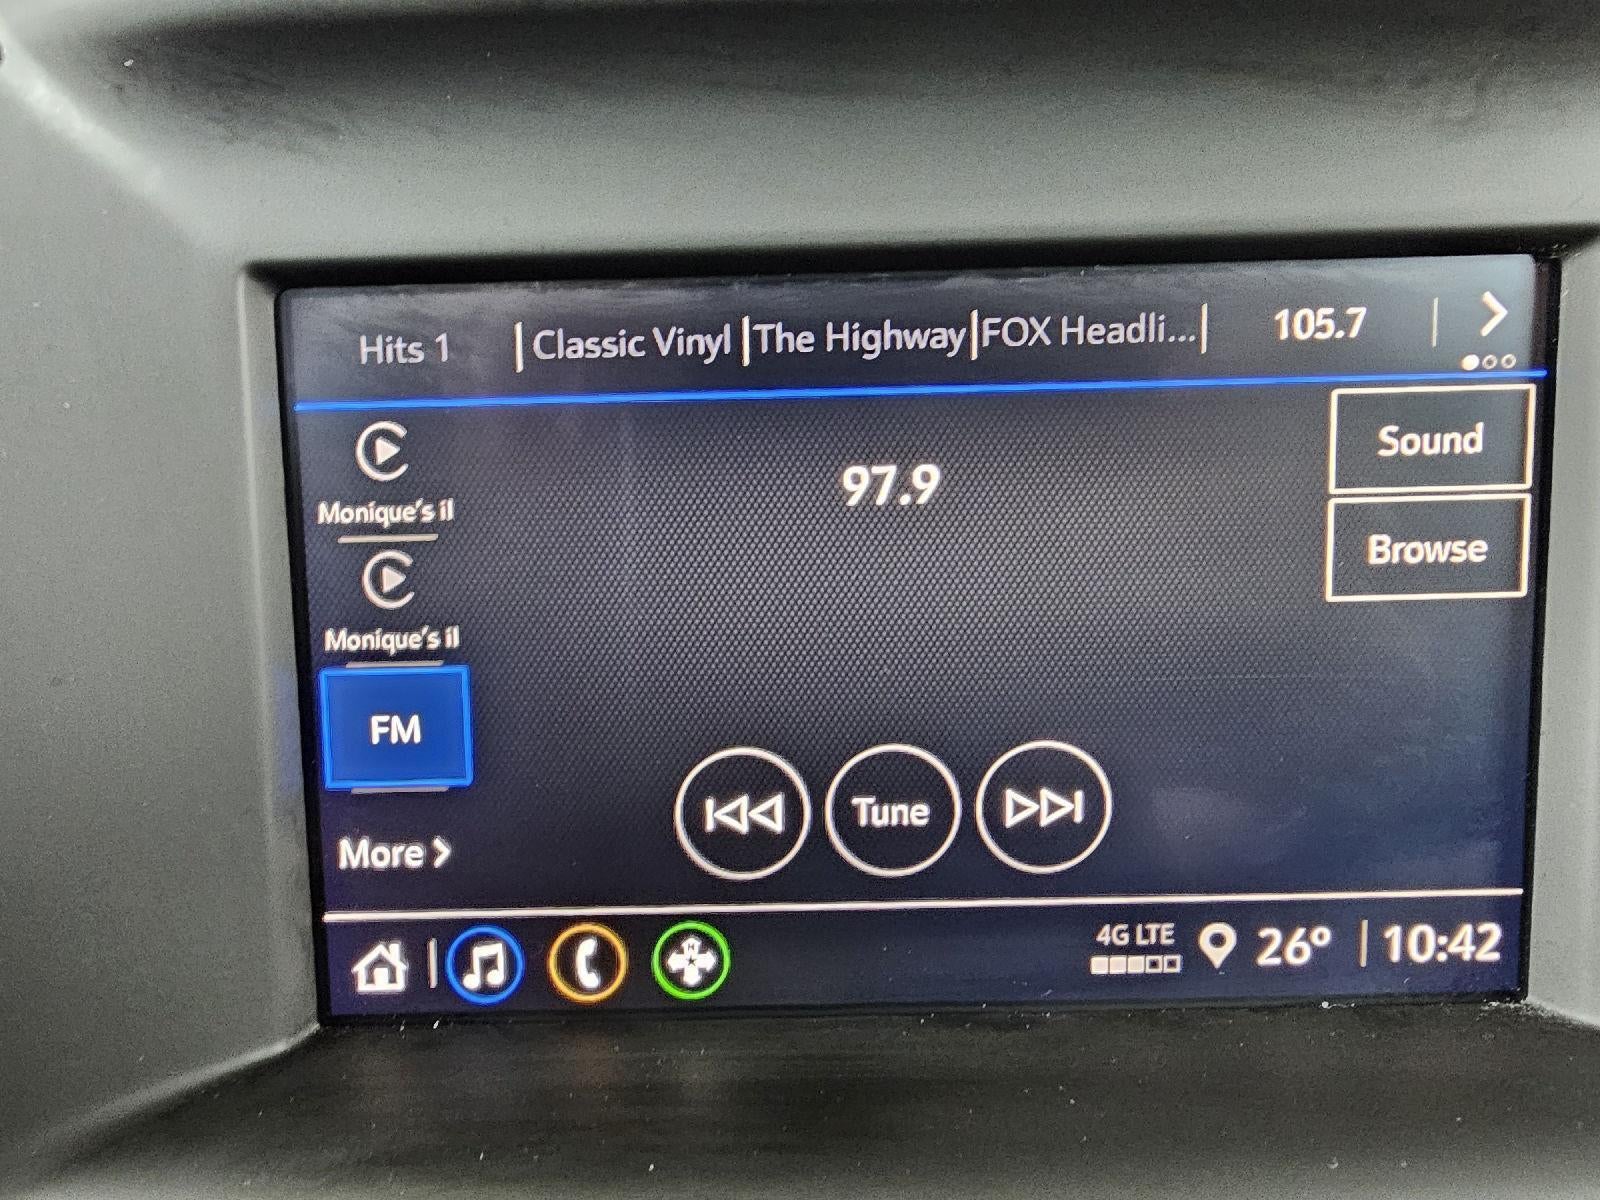 Hits 1 | Classic Vinyl | The Highway | FOX Headli... | 105.7
97.9
Sound
Browse
Monique's il
Monique's il
FM
Tune
More >
4G LTE 26° | 10:42